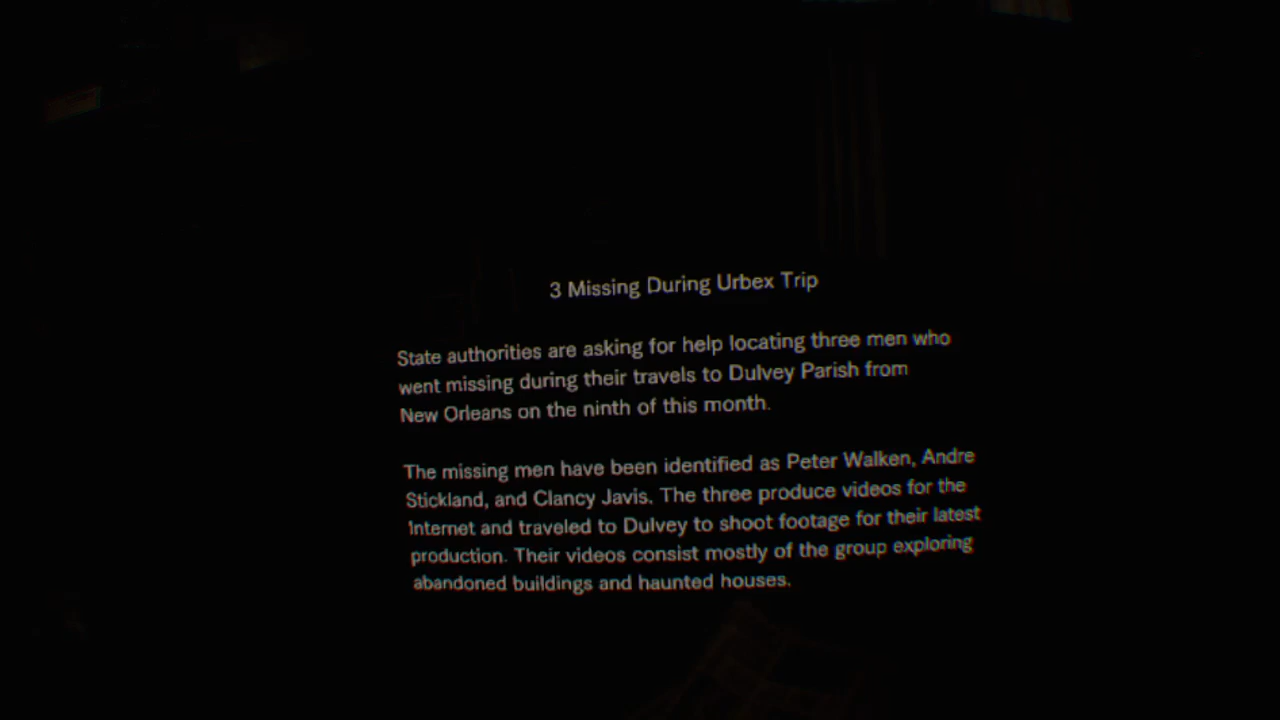 3 Missing During Urbex Trip
State authorities are asking for help locating three men who
went missing during their travels to Dulvey Parish from
New Orleans on the ninth of this month.
The missing men have been identified as Peter Walken, Andre
Stickland, and Clancy Javis. The three produce videos for the
Internet and traveled to Dulvey to shoot footage for their latest
production. Their videos consist mostly of the group exploring
abandoned buildings and haunted houses.